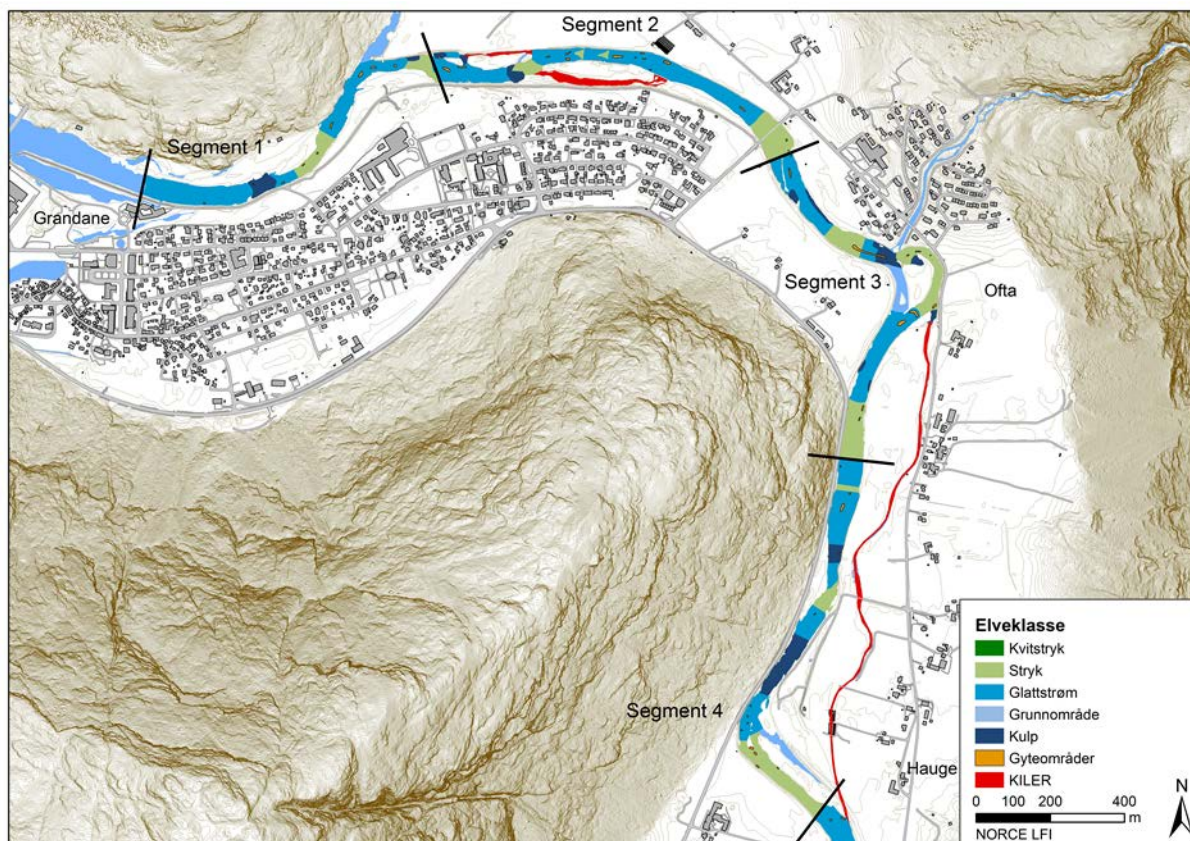 Segment 2
Segment 1
Grandane
Segment 3
Ofta
Segment 4
Hauge
Elveklasse
Kvitstryk
Stryk
Glattstrøm
Grunnområde
Kulp
Gyteområder
KILER
0 100 200 400
m
NORCE LFI
N